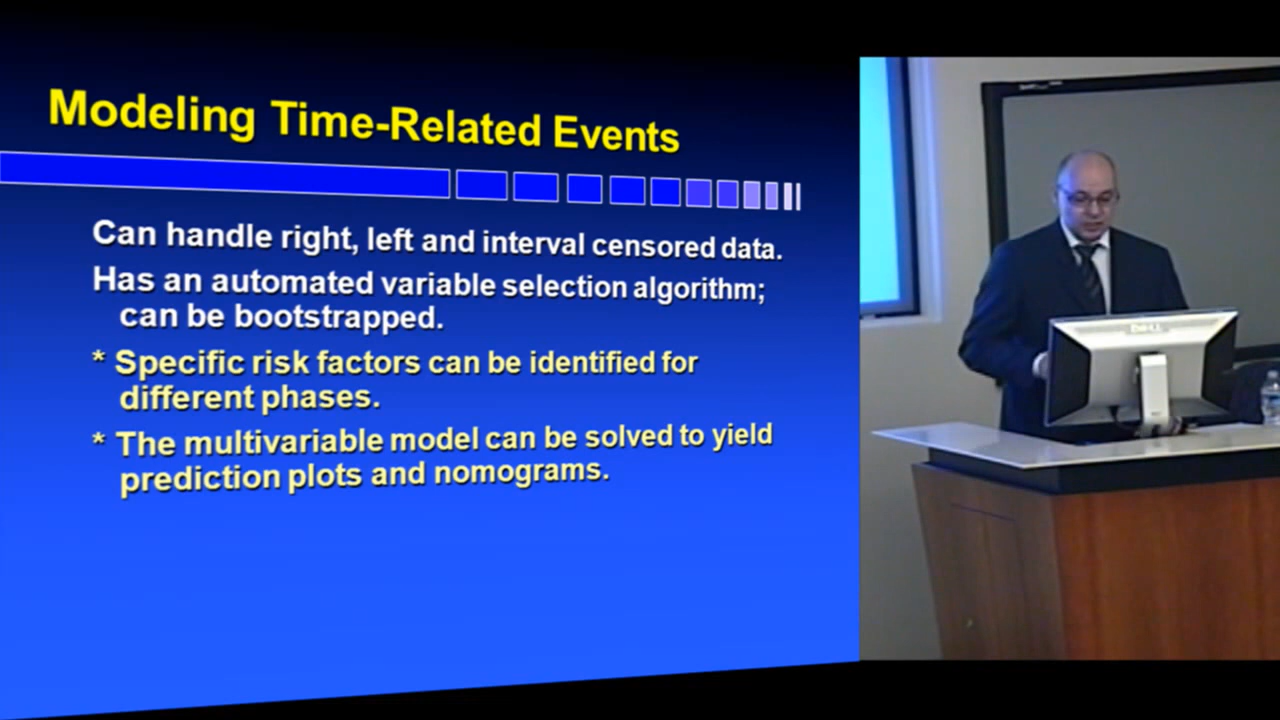 Modeling Time-Related Events
Can handle right, left and interval censored data.
Has an automated variable selection algorithm;
can be bootstrapped.
* Specific risk factors can be identified for
different phases.
* The multivariable model can be solved to yield
prediction plots and nomograms.
DELL